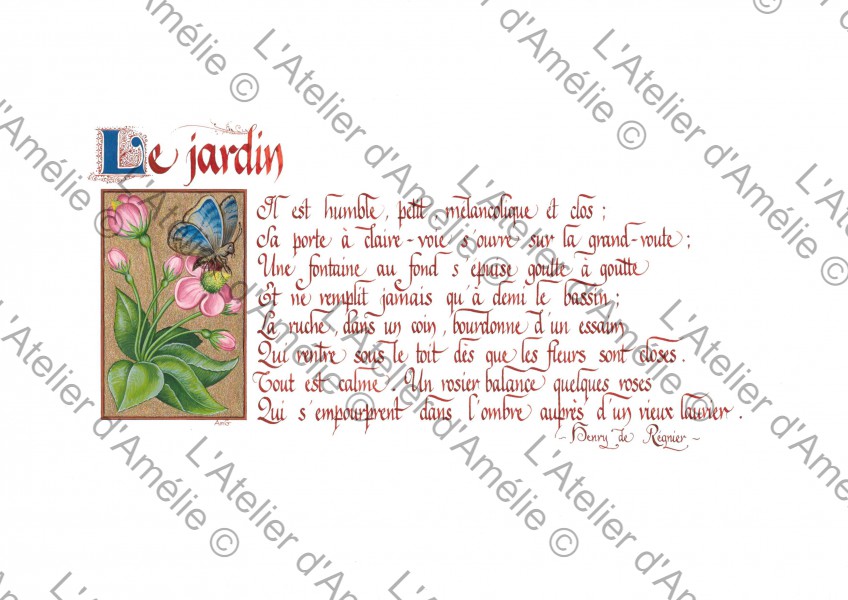 Le jardin
Il est humble, petit, mélancolique et clos ;
Sa porte à claire-voie s'ouvre sur la grand-route ;
Une fontaine au fond s'épuise goutte à goutte
Et ne remplit jamais qu'à demi le bassin ;
La ruche, dans un coin, bourdonne d'un essaim
Qui rentre sous le toit dès que les fleurs sont closes.
Tout est calme. Un rosier balance quelques roses
Qui s'empourprent dans l'ombre auprès d'un vieux laurier.
- Henry de Régnier -
L'Atelier d'Amélie ©